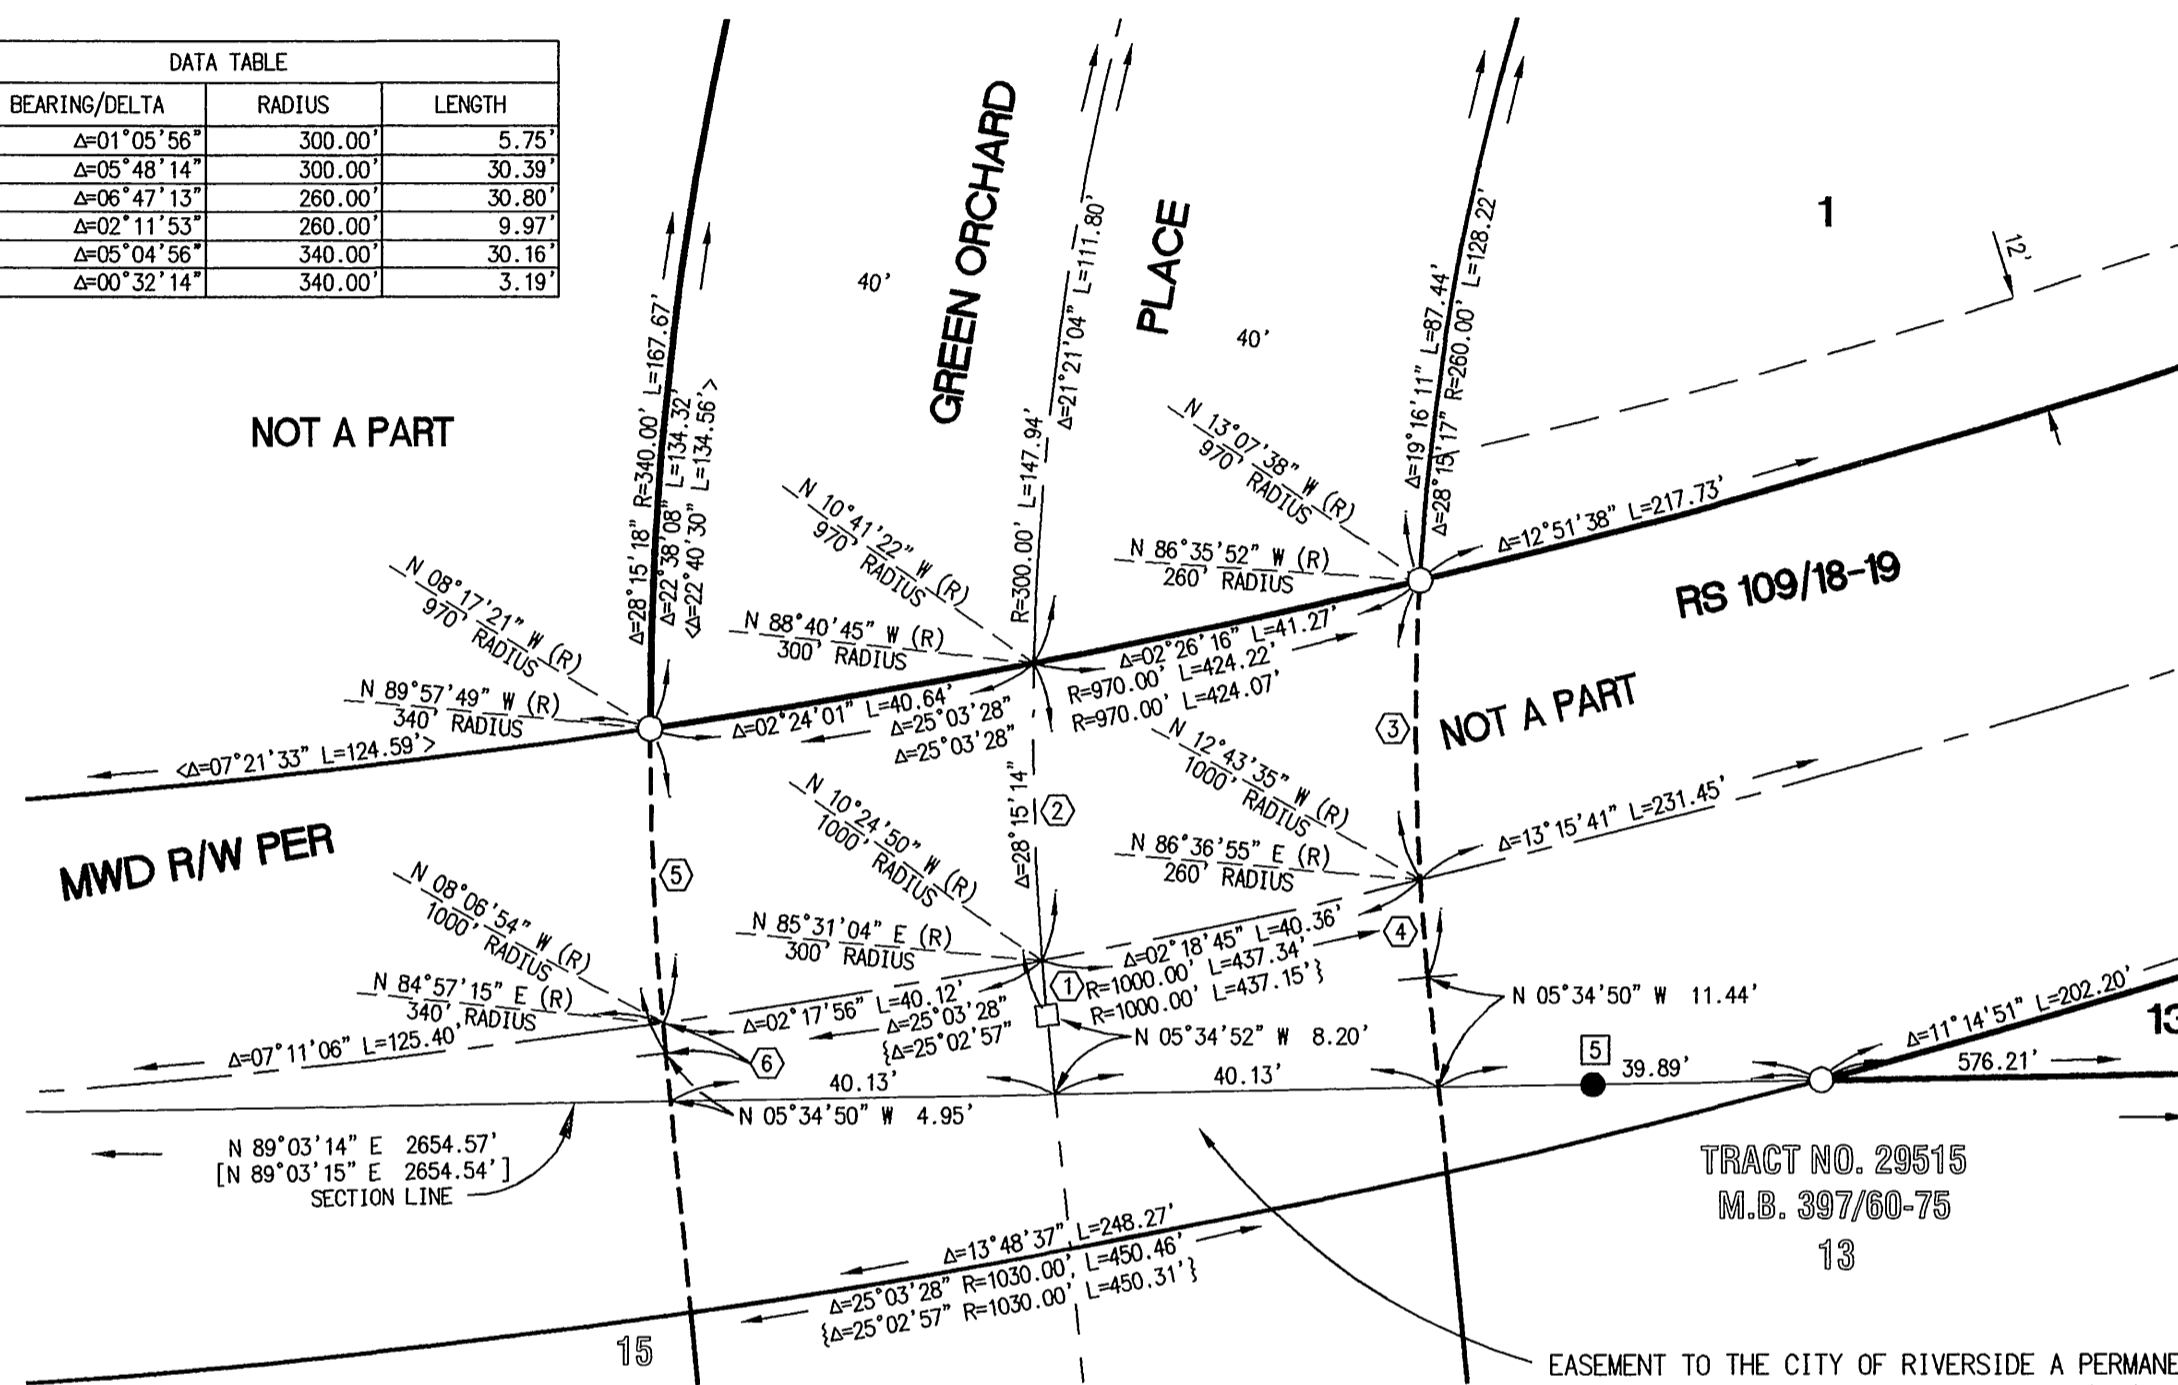 DATA TABLE
BEARING/DELTA RADIUS LENGTH
Δ=01°05'56" 300.00' 5.75'
Δ=05°48'14" 300.00' 30.39'
Δ=06°47'13" 260.00' 30.80'
Δ=02°11'53" 260.00' 9.97'
Δ=05°04'56" 340.00' 30.16'
Δ=00°32'14" 340.00' 3.19'
GREEN ORCHARD
PLACE
40'
40'
1
12'
NOT A PART
Δ=28°15'18" R=340.00' L=167.67'
Δ=22°38'08" L=134.32'
<Δ=22°40'30" L=134.56'>
R=300.00' L=147.94'
Δ=21°21'04" L=111.80'
Δ=19°16'11" L=87.44'
Δ=28°15'17" R=260.00' L=128.22'
N 13°07'38" W (R)
970' RADIUS
N 10°41'22" W (R)
970' RADIUS
N 86°35'52" W (R)
260' RADIUS
Δ=12°51'38" L=217.73'
RS 109/18-19
N 08°17'21" W (R)
970' RADIUS
N 88°40'45" W (R)
300' RADIUS
Δ=02°26'16" L=41.27'
R=970.00' L=424.22'
R=970.00' L=424.07'
N 89°57'49" W (R)
340' RADIUS
Δ=02°24'01" L=40.64'
Δ=25°03'28"
Δ=25°03'28"
<Δ=07°21'33" L=124.59'>
3
NOT A PART
N 12°43'35" W (R)
1000' RADIUS
Δ=28°15'14"
2
N 10°24'50" W (R)
1000' RADIUS
N 86°36'55" E (R)
260' RADIUS
Δ=13°15'41" L=231.45'
MWD R/W PER
5
N 08°06'54" W (R)
1000' RADIUS
N 85°31'04" E (R)
300' RADIUS
4
Δ=02°18'45" L=40.36'
R=1000.00' L=437.34'
R=1000.00' L=437.15'}
1
N 84°57'15" E (R)
340' RADIUS
Δ=02°17'56" L=40.12'
Δ=25°03'28"
{Δ=25°02'57"
Δ=07°11'06" L=125.40'
6
N 05°34'50" W 11.44'
N 05°34'52" W 8.20'
Δ=11°14'51" L=202.20'
13
5
39.89'
576.21'
40.13'
40.13'
N 05°34'50" W 4.95'
N 89°03'14" E 2654.57'
[N 89°03'15" E 2654.54']
SECTION LINE
TRACT NO. 29515
M.B. 397/60-75
13
Δ=13°48'37" L=248.27'
Δ=25°03'28" R=1030.00' L=450.46'
{Δ=25°02'57" R=1030.00' L=450.31'}
15
EASEMENT TO THE CITY OF RIVERSIDE A PERMANE